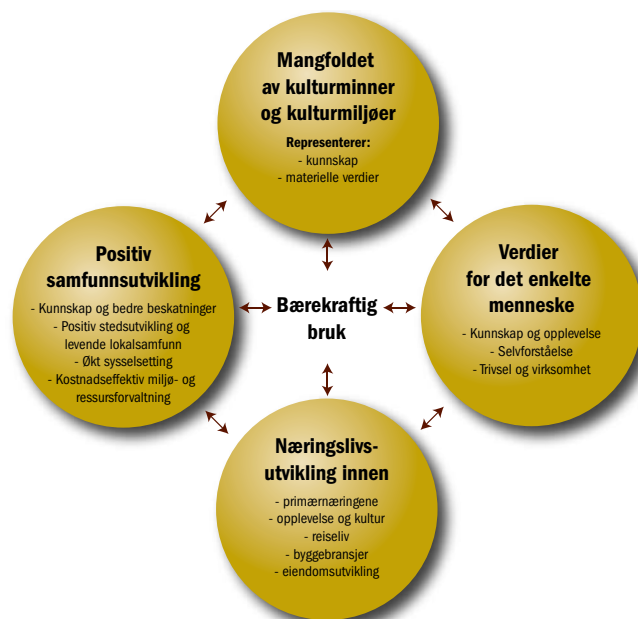 Mangfoldet
av kulturminner
og kulturmiljøer
Representerer:
- kunnskap
- materielle verdier
Positiv
samfunnsutvikling
- Kunnskap og bedre beskatninger
- Positiv stedsutvikling og
levende lokalsamfunn
- Økt sysselsetting
- Kostnadseffektiv miljø- og
ressursforvaltning
Bærekraftig
bruk
Verdier
for det enkelte
menneske
- Kunnskap og opplevelse
- Selvforståelse
- Trivsel og virksomhet
Næringslivs-
utvikling innen
- primærnæringene
- opplevelse og kultur
- reiseliv
- byggebransjer
- eiendomsutvikling